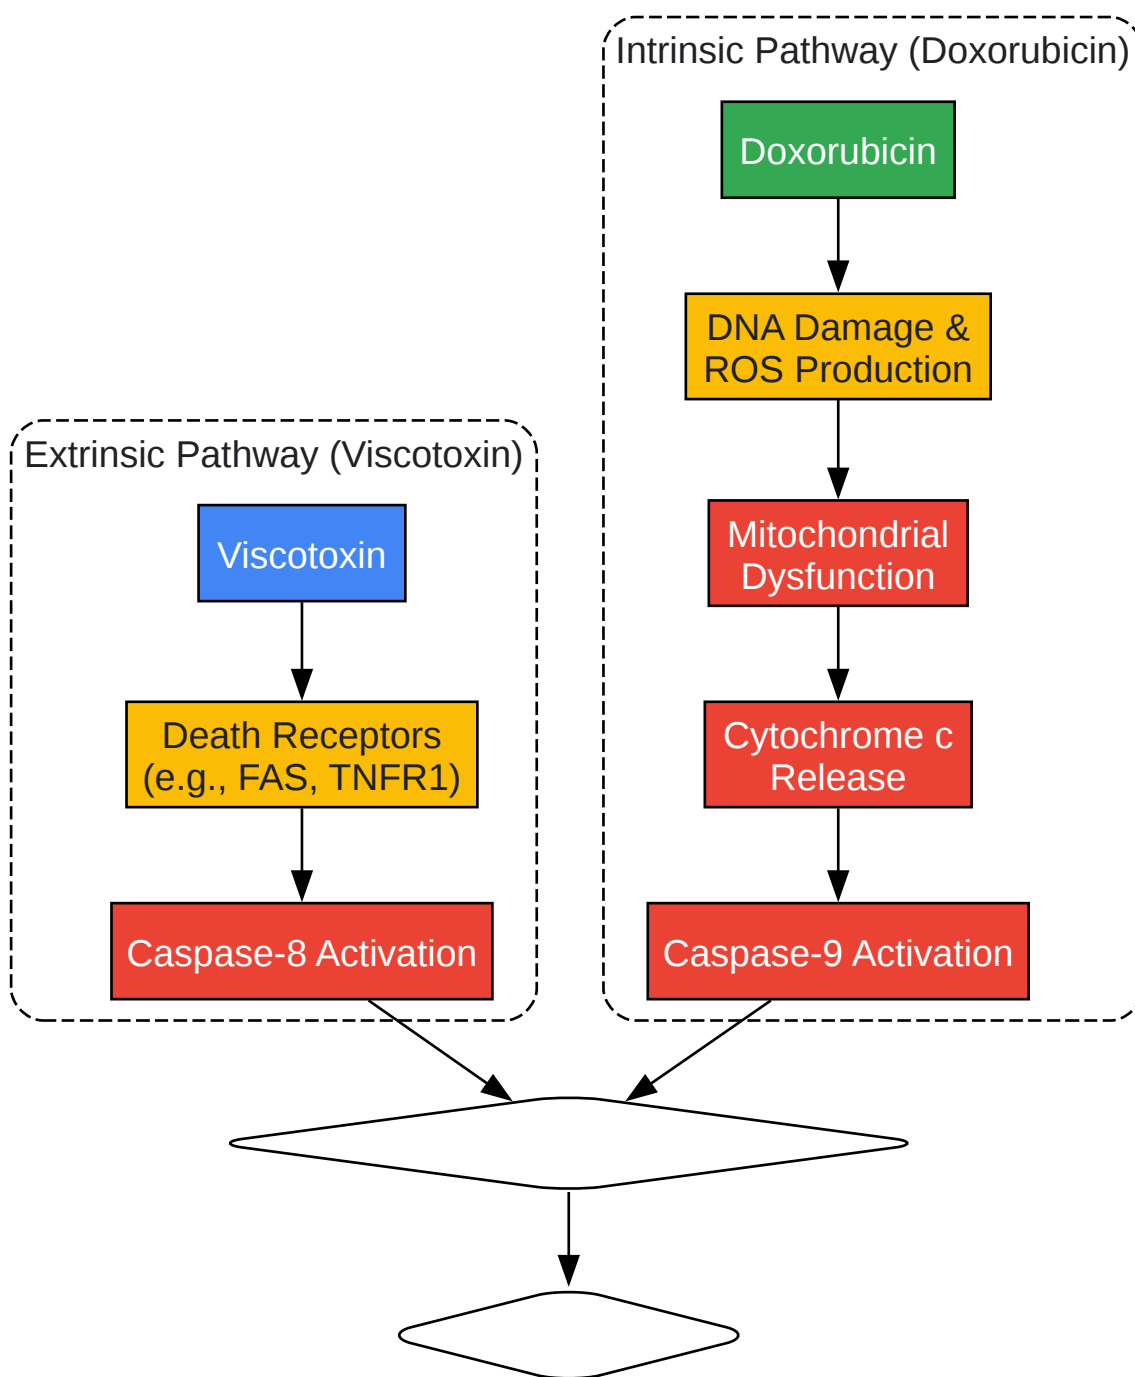 Intrinsic Pathway (Doxorubicin)
Doxorubicin
DNA Damage &
ROS Production
Mitochondrial
Dysfunction
Cytochrome c
Release
Caspase-9 Activation
Extrinsic Pathway (Viscotoxin)
Viscotoxin
Death Receptors
(e.g., FAS, TNFR1)
Caspase-8 Activation